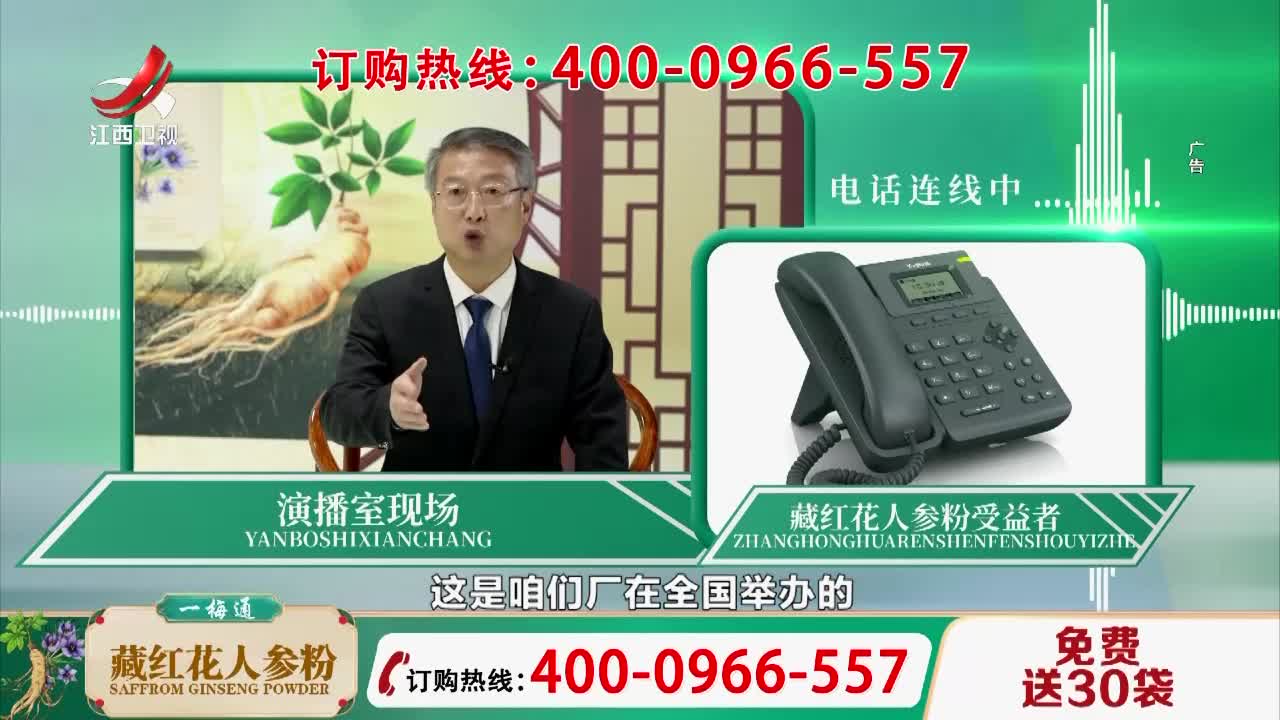 订购热线：400-0966-557
江西卫视
广告
电话连线中
演播室现场
YANBOSHIXIANCHANG
藏红花人参粉受益者
ZHANGHONGHUARENSHENFENSHOUYIZHE
这是咱们厂在全国举办的
一梅通
藏红花人参粉
SAFFROM GINSENG POWDER
订购热线：400-0966-557
免费
送30袋